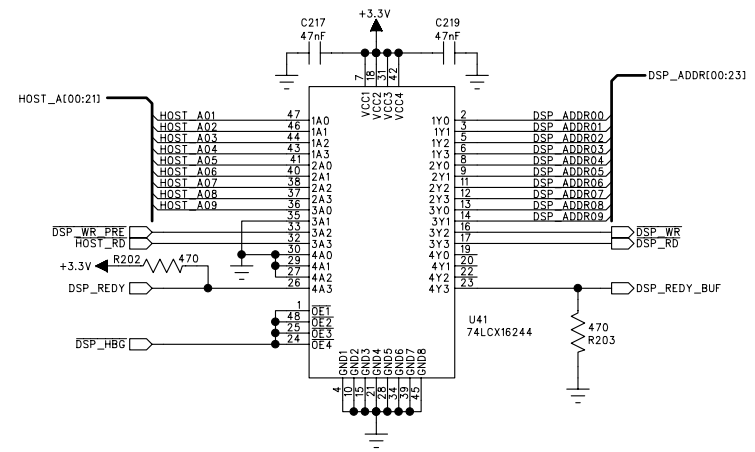 +3.3V
C217
47nF
C219
47nF
7
18
31
42
VCC1
VCC2
VCC3
VCC4
HOST_A[00:21]
DSP_ADDR[00:23]
HOST_A01 47 1A0 1Y0 2 DSP_ADDR00
HOST_A02 46 1A1 1Y1 3 DSP_ADDR01
HOST_A03 44 1A2 1Y2 5 DSP_ADDR02
HOST_A04 43 1A3 1Y3 6 DSP_ADDR03
HOST_A05 41 2A0 2Y0 8 DSP_ADDR04
HOST_A06 40 2A1 2Y1 9 DSP_ADDR05
HOST_A07 38 2A2 2Y2 11 DSP_ADDR06
HOST_A08 37 2A3 2Y3 12 DSP_ADDR07
HOST_A09 36 3A0 3Y0 13 DSP_ADDR08
35 3A1 3Y1 14 DSP_ADDR09
DSP_WR_PRE 33 3A2 3Y2 16 DSP_WR
HOST_RD 32 3A3 3Y3 17 DSP_RD
30 4A0 4Y0 19
29 4A1 4Y1 20
27 4A2 4Y2 22
+3.3V R202 470
DSP_REDY 26 4A3 4Y3 23 DSP_REDY_BUF
1 OE1
48 OE2
25 OE3
DSP_HBG 24 OE4
U41
74LCX16244
470
R203
GND1
GND2
GND3
GND4
GND5
GND6
GND7
GND8
4
10
15
21
28
34
39
45